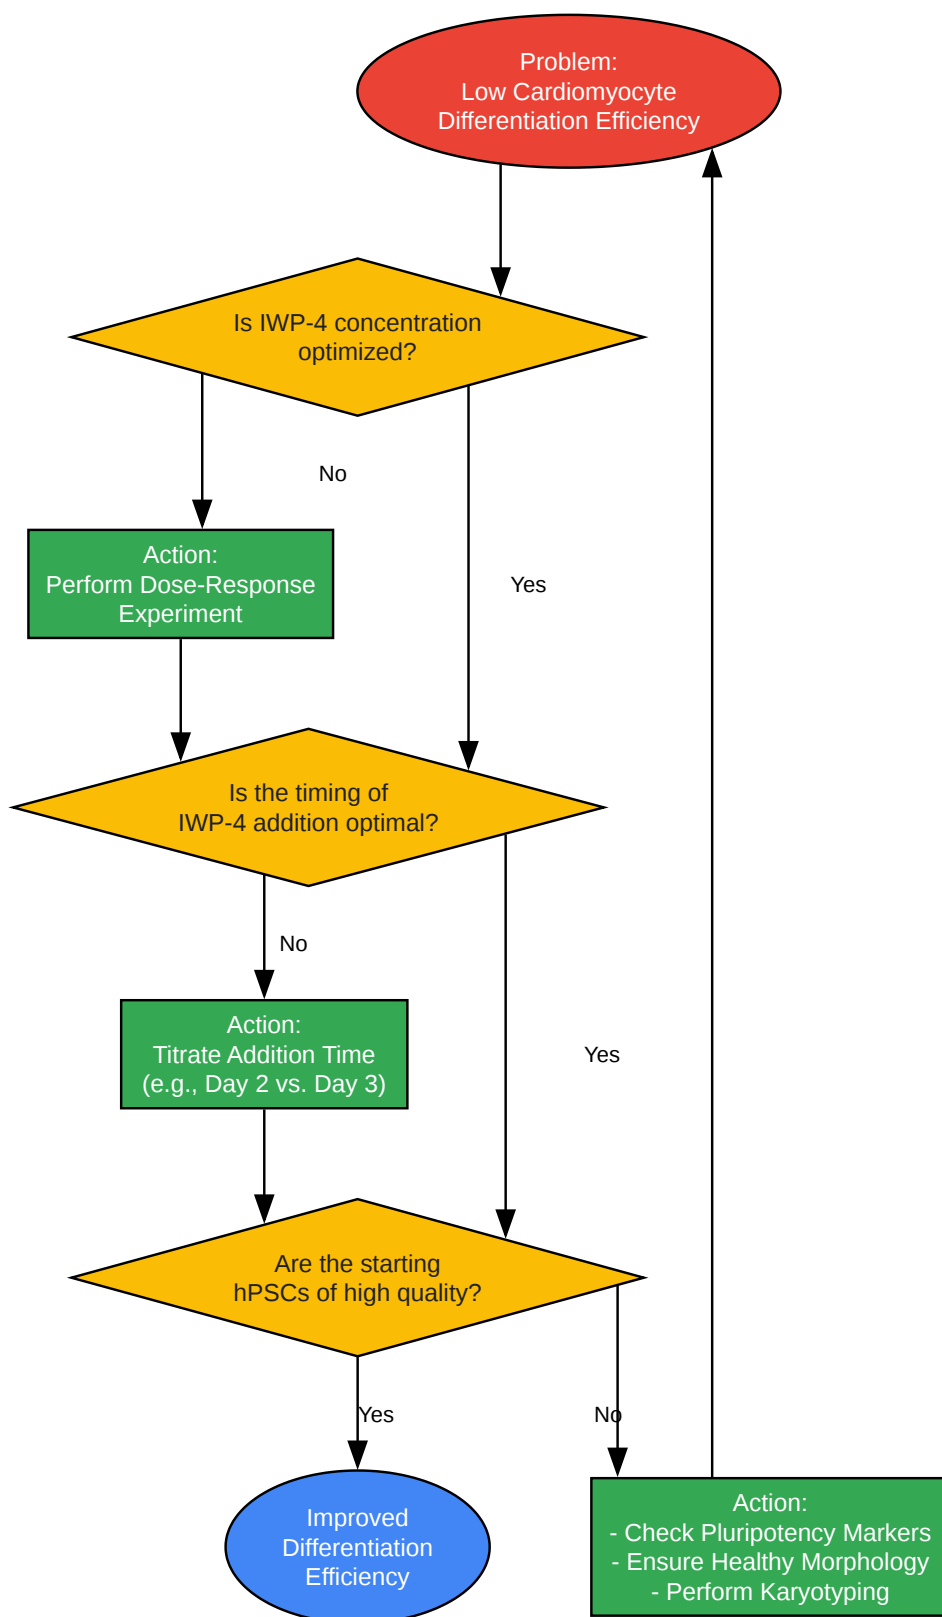 Problem:
Low Cardiomyocyte
Differentiation Efficiency
Is IWP-4 concentration
optimized?
No
Action:
Perform Dose-Response
Experiment
Yes
Is the timing of
IWP-4 addition optimal?
No
Action:
Titrate Addition Time
(e.g., Day 2 vs. Day 3)
Yes
Are the starting
hPSCs of high quality?
Yes
No
Improved
Differentiation
Efficiency
Action:
- Check Pluripotency Markers
- Ensure Healthy Morphology
- Perform Karyotyping